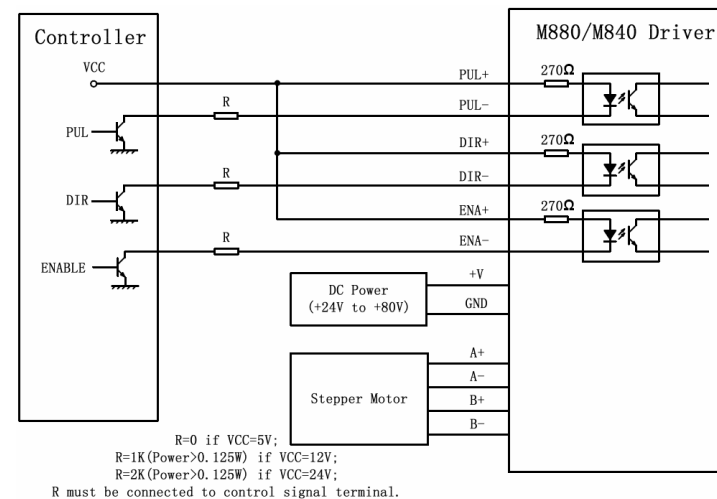 Controller
M880/M840 Driver
VCC
PUL+
270Ω
R
PUL-
PUL
DIR+
270Ω
R
DIR-
DIR
ENA+
270Ω
R
ENA-
ENABLE
+V
DC Power
(+24V to +80V)
GND
A+
A-
Stepper Motor
B+
B-
R=0 if VCC=5V;
R=1K(Power>0.125W) if VCC=12V;
R=2K(Power>0.125W) if VCC=24V;
R must be connected to control signal terminal.